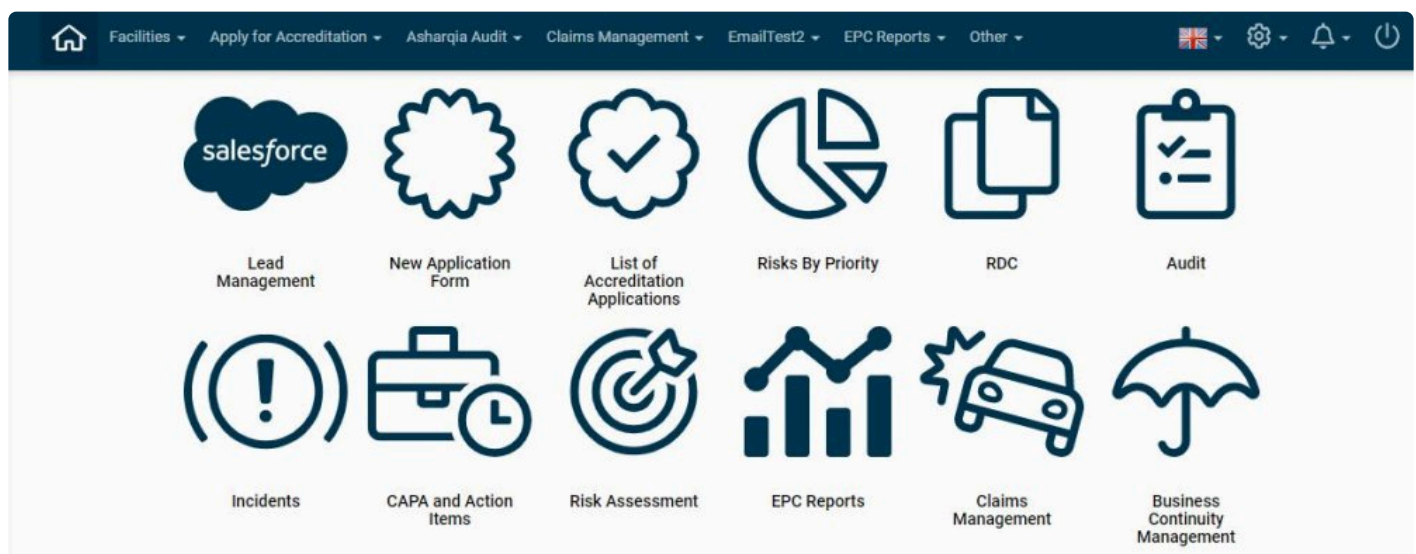 Facilities Apply for Accreditation Asharqia Audit Claims Management EmailTest2 EPC Reports Other
salesforce
Lead
Management
New Application
Form
List of
Accreditation
Applications
Risks By Priority
RDC
Audit
Incidents
CAPA and Action
Items
Risk Assessment
EPC Reports
Claims
Management
Business
Continuity
Management